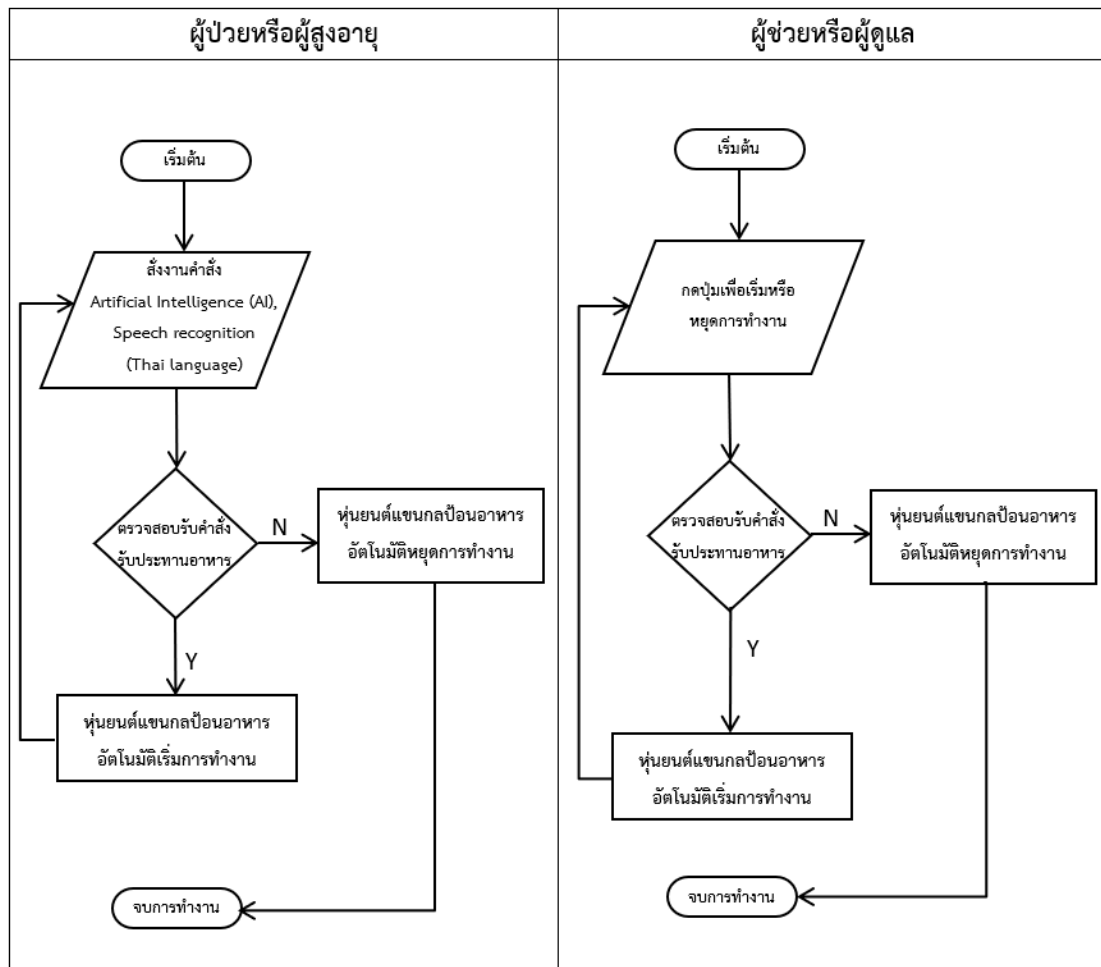 ผู้ป่วยหรือผู้สูงอายุ
เริ่มต้น
สั่งงานคำสั่ง
Artificial Intelligence (AI),
Speech recognition
(Thai language)
ตรวจสอบรับคำสั่ง
รับประทานอาหาร
N
หุ่นยนต์แขนกลป้อนอาหาร
อัตโนมัติหยุดการทำงาน
Y
หุ่นยนต์แขนกลป้อนอาหาร
อัตโนมัติเริ่มการทำงาน
จบการทำงาน
ผู้ช่วยหรือผู้ดูแล
เริ่มต้น
กดปุ่มเพื่อเริ่มหรือ
หยุดการทำงาน
ตรวจสอบรับคำสั่ง
รับประทานอาหาร
N
หุ่นยนต์แขนกลป้อนอาหาร
อัตโนมัติหยุดการทำงาน
Y
หุ่นยนต์แขนกลป้อนอาหาร
อัตโนมัติเริ่มการทำงาน
จบการทำงาน